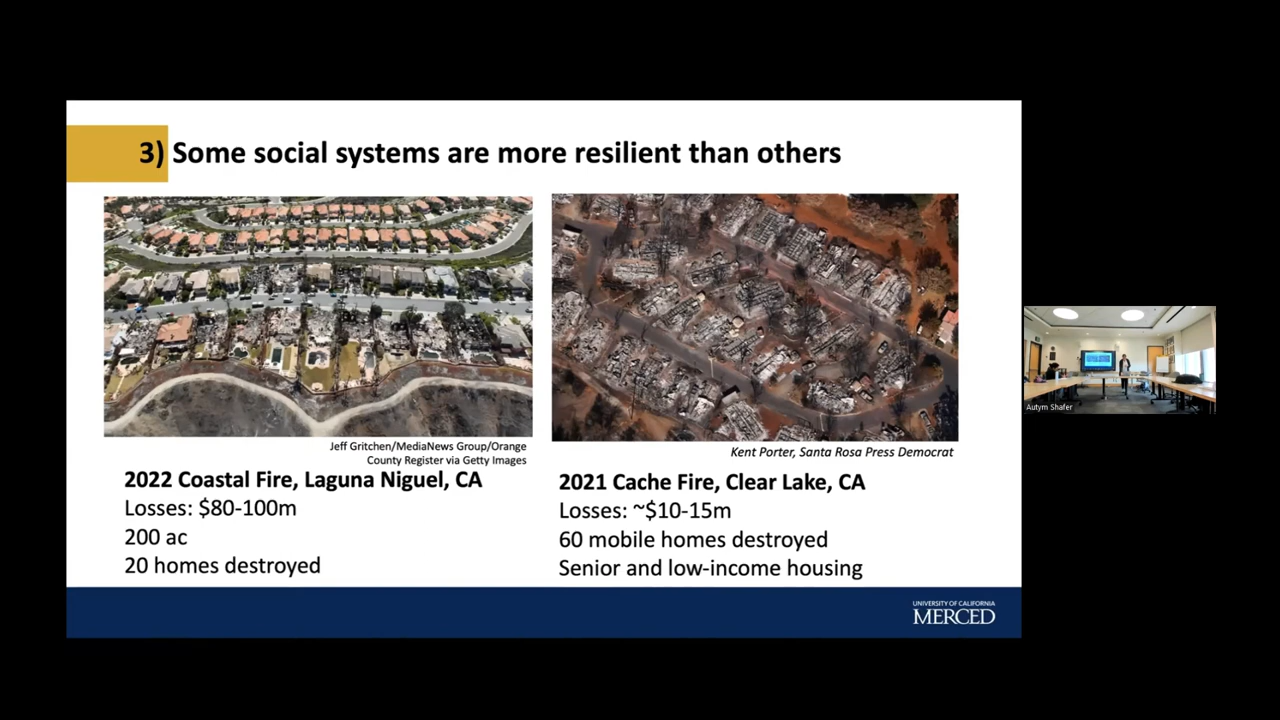 3) Some social systems are more resilient than others
Jeff Gritchen/MediaNews Group/Orange
County Register via Getty Images
2022 Coastal Fire, Laguna Niguel, CA
Losses: $80-100m
200 ac
20 homes destroyed
Kent Porter, Santa Rosa Press Democrat
2021 Cache Fire, Clear Lake, CA
Losses: ~$10-15m
60 mobile homes destroyed
Senior and low-income housing
UNIVERSITY OF CALIFORNIA
MERCED
Autym Shafer